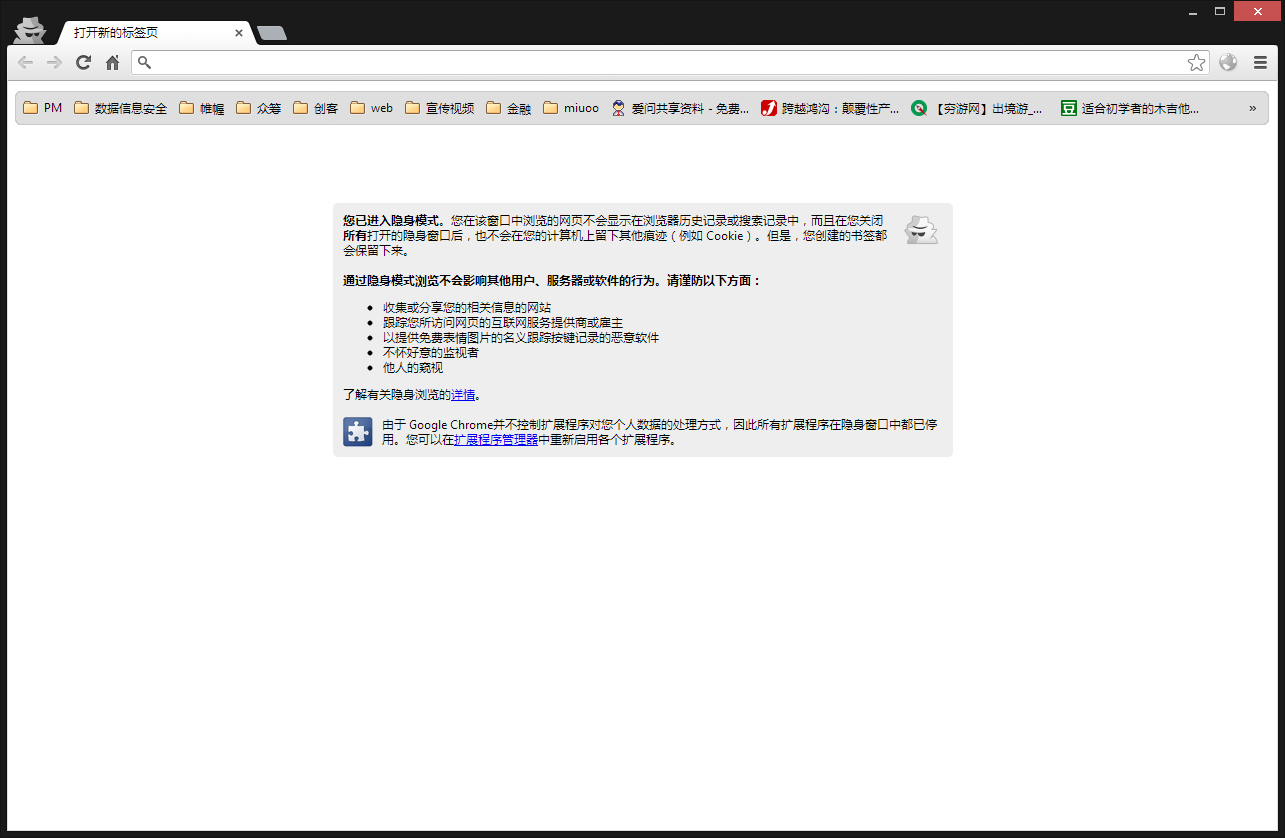 打开新的标签页
PM 数据信息安全 帷幄 众筹 创客 web 宣传视频 金融 miuoo 爱问共享资料 - 免费... 跨越鸿沟：颠覆性产... 【穷游网】出境游_... 适合初学者的木吉他... »
您已进入隐身模式。您在该窗口中浏览的网页不会显示在浏览器历史记录或搜索记录中，而且在您关闭
所有打开的隐身窗口后，也不会在您的计算机上留下其他痕迹（例如 Cookie）。但是，您创建的书签都
会保留下来。
通过隐身模式浏览不会影响其他用户、服务器或软件的行为。请谨防以下方面：
• 收集或分享您的相关信息的网站
• 跟踪您所访问网页的互联网服务提供商或雇主
• 以提供免费表情图片的名义跟踪按键记录的恶意软件
• 不怀好意的监视者
• 他人的窥视
了解有关隐身浏览的详情。
由于 Google Chrome并不控制扩展程序对您个人数据的处理方式，因此所有扩展程序在隐身窗口中都已停
用。您可以在扩展程序管理器中重新启用各个扩展程序。